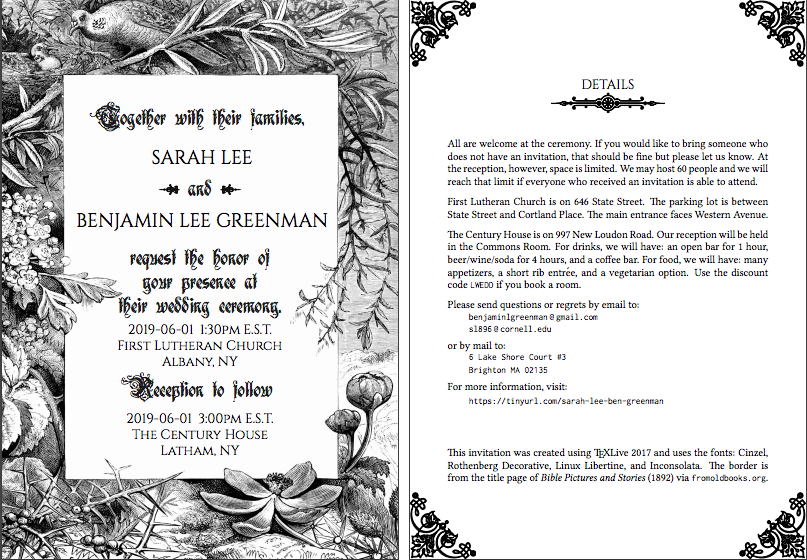 Together with their families,
SARAH LEE
and
BENJAMIN LEE GREENMAN
request the honor of
your presence at
their wedding ceremony.
2019-06-01 1:30PM E.S.T.
FIRST LUTHERAN CHURCH
ALBANY, NY
Reception to follow
2019-06-01 3:00PM E.S.T.
THE CENTURY HOUSE
LATHAM, NY
DETAILS
All are welcome at the ceremony. If you would like to bring someone who
does not have an invitation, that should be fine but please let us know. At
the reception, however, space is limited. We may host 60 people and we will
reach that limit if everyone who received an invitation is able to attend.
First Lutheran Church is on 646 State Street. The parking lot is between
State Street and Cortland Place. The main entrance faces Western Avenue.
The Century House is on 997 New Loudon Road. Our reception will be held
in the Commons Room. For drinks, we will have: an open bar for 1 hour,
beer/wine/soda for 4 hours, and a coffee bar. For food, we will have: many
appetizers, a short rib entrée, and a vegetarian option. Use the discount
code LWEDD if you book a room.
Please send questions or regrets by email to:
benjaminlgreenman@gmail.com
sl896@cornell.edu
or by mail to:
6 Lake Shore Court #3
Brighton MA 02135
For more information, visit:
https://tinyurl.com/sarah-lee-ben-greenman
This invitation was created using TEXLive 2017 and uses the fonts: Cinzel,
Rothenberg Decorative, Linux Libertine, and Inconsolata. The border is
from the title page of Bible Pictures and Stories (1892) via fromoldbooks.org.